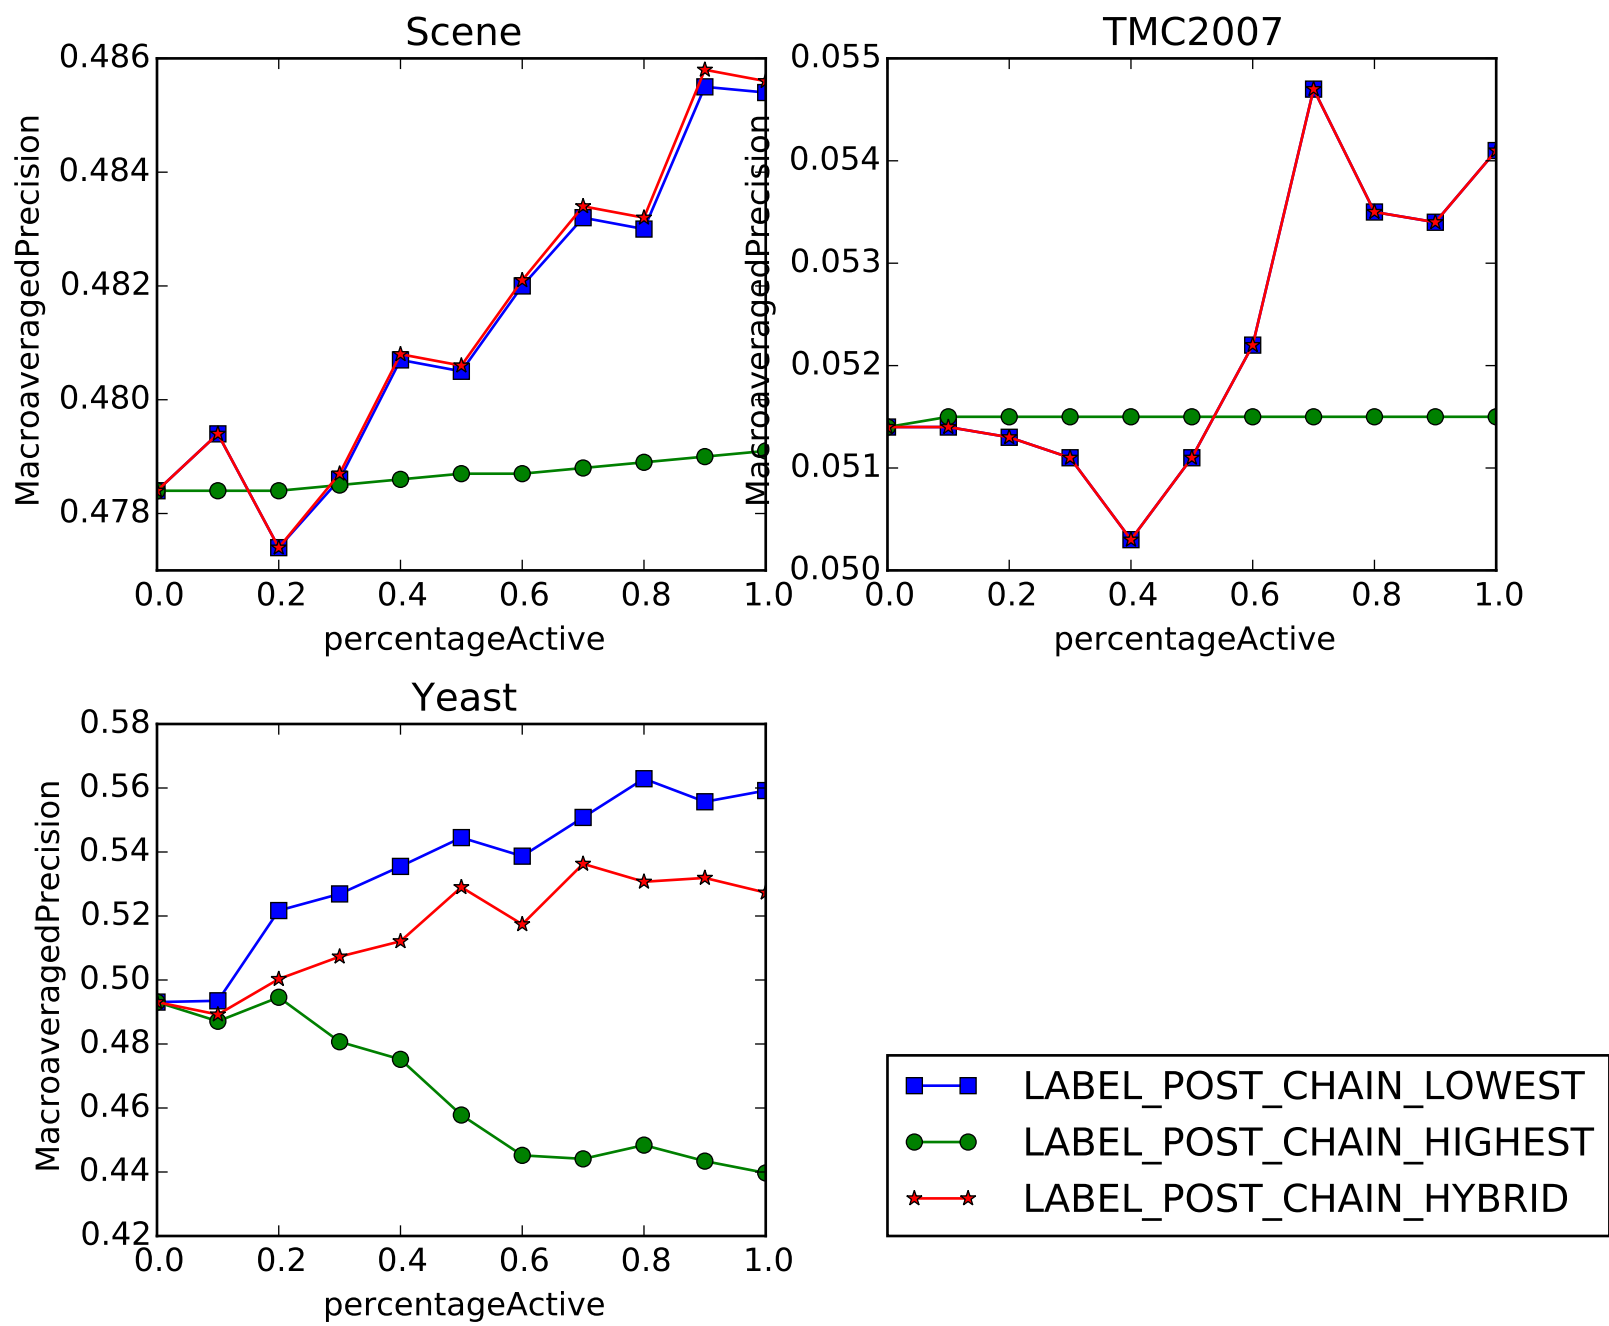 Scene
MacroaveragedPrecision
0.486
0.484
0.482
0.480
0.478
0.0 0.2 0.4 0.6 0.8 1.0
percentageActive
TMC2007
MacroaveragedPrecision
0.055
0.054
0.053
0.052
0.051
0.050
0.0 0.2 0.4 0.6 0.8 1.0
percentageActive
Yeast
MacroaveragedPrecision
0.58
0.56
0.54
0.52
0.50
0.48
0.46
0.44
0.42
0.0 0.2 0.4 0.6 0.8 1.0
percentageActive
LABEL_POST_CHAIN_LOWEST
LABEL_POST_CHAIN_HIGHEST
LABEL_POST_CHAIN_HYBRID